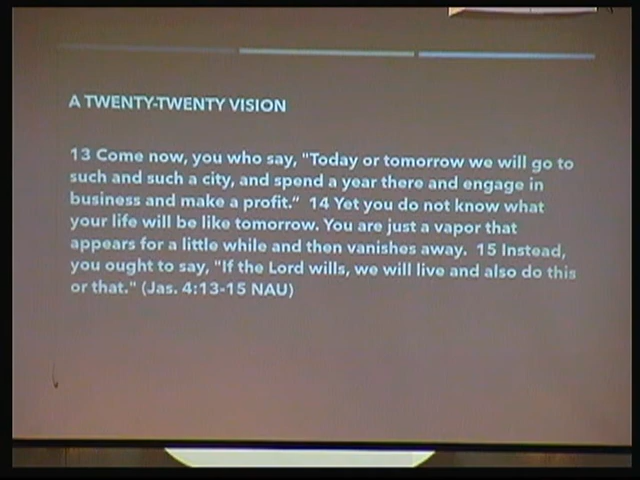 A TWENTY-TWENTY VISION
13 Come now, you who say, "Today or tomorrow we will go to
such and such a city, and spend a year there and engage in
business and make a profit." 14 Yet you do not know what
your life will be like tomorrow. You are just a vapor that
appears for a little while and then vanishes away. 15 Instead,
you ought to say, "If the Lord wills, we will live and also do this
or that." (Jas. 4:13-15 NAU)